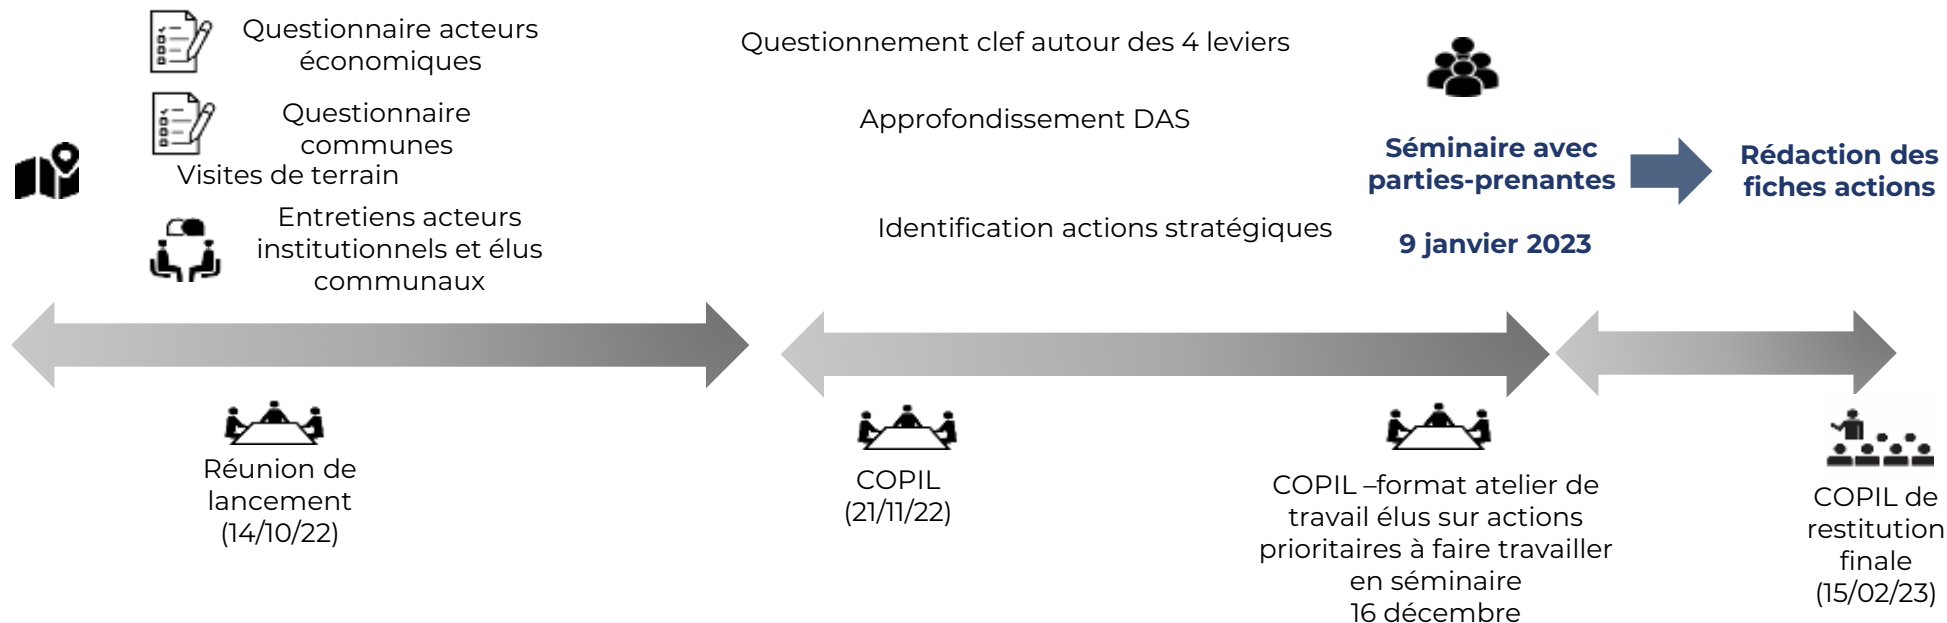 Questionnaire acteurs
économiques
Questionnaire
communes
Visites de terrain
Entretiens acteurs
institutionnels et élus
communaux
Questionnement clef autour des 4 leviers
Approfondissement DAS
Identification actions stratégiques
Séminaire avec
parties-prenantes
9 janvier 2023
Rédaction des
fiches actions
Réunion de
lancement
(14/10/22)
COPIL
(21/11/22)
COPIL –format atelier de
travail élus sur actions
prioritaires à faire travailler
en séminaire
16 décembre
COPIL de
restitution
finale
(15/02/23)